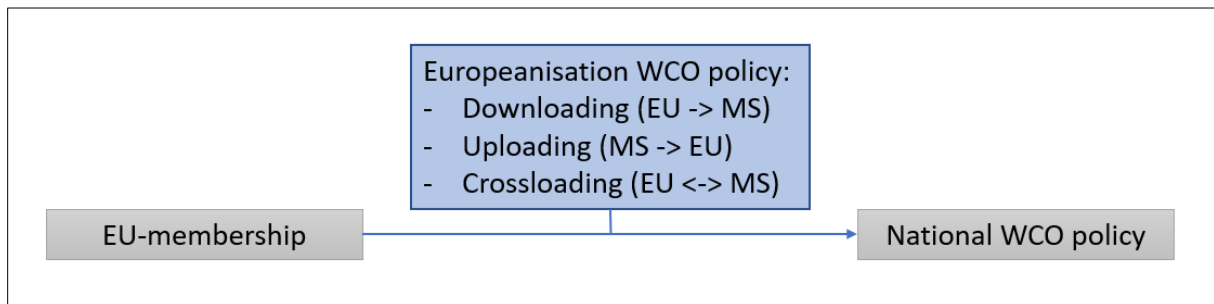 Europeanisation WCO policy:
- Downloading (EU -> MS)
- Uploading (MS -> EU)
- Crossloading (EU <-> MS)
EU-membership
National WCO policy